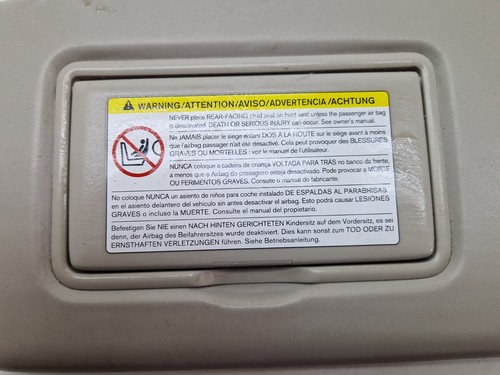 WARNING/ATTENTION/AVISO/ADVERTENCIA/ACHTUNG
NEVER place REAR-FACING child seat on front seat unless the passenger air bag
is deactivated. DEATH OR SERIOUS INJURY can occur. See owner's manual.
Ne JAMAIS placer le siège enfant DOS À LA ROUTE sur le siège avant à moins
que l'airbag passager n'ait été désactivé. Cela peut provoquer des BLESSURES
GRAVES OU MORTELLES : voir le manuel de l'utilisateur.
NUNCA coloque a cadeira de criança VOLTADA PARA TRÁS no banco da frente,
a menos que o Airbag do passageiro esteja desactivado. Pode provocar a MORTE
OU FERIMENTOS GRAVES. Consulte o manual do fabricante.
No coloque NUNCA un asiento de niños para coche instalado DE ESPALDAS AL PARABRISAS
en el asiento delantero del vehículo sin antes desactivar el airbag. Esto podrá causar LESIONES
GRAVES o incluso la MUERTE. Consulte el manual del propietario.
Befestigen Sie NIE einen NACH HINTEN GERICHTETEN Kindersitz auf dem Vordersitz, es sei
denn, der Airbag des Beifahrersitzes wurde deaktiviert. Dies kann sonst zum TOD ODER ZU
ERNSTHAFTEN VERLETZUNGEN führen. Siehe Betriebsanleitung.